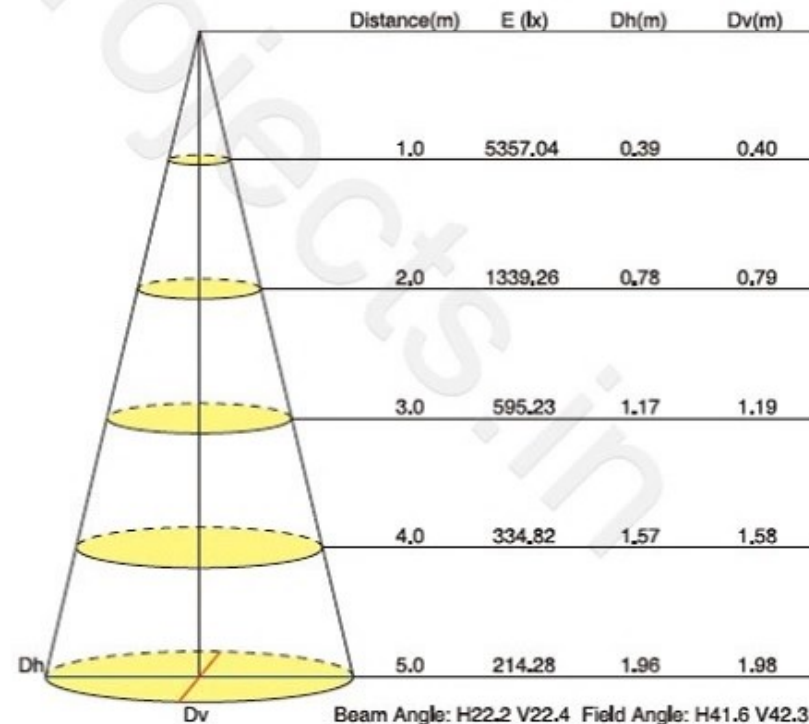 Distance(m) E (lx) Dh(m) Dv(m)
1.0 5357.04 0.39 0.40
2.0 1339.26 0.78 0.79
3.0 595.23 1.17 1.19
4.0 334.82 1.57 1.58
Dh 5.0 214.28 1.96 1.98
Dv Beam Angle: H22.2 V22.4 Field Angle: H41.6 V42.3
ojects.in